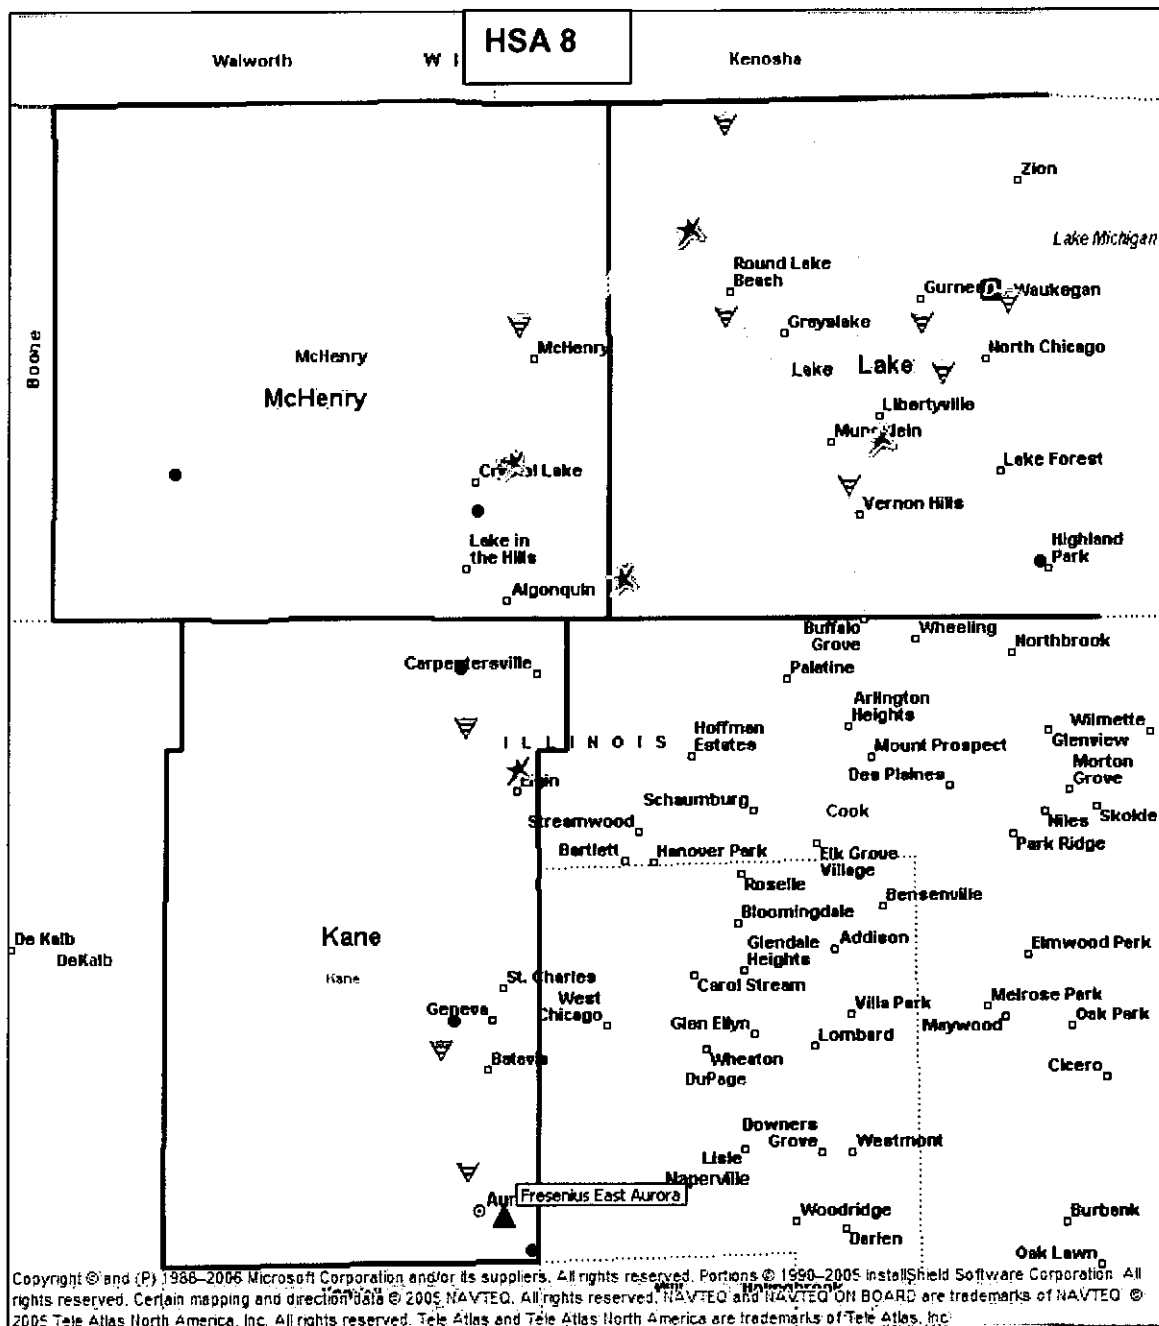 HSA 8
Walworth
W I
Kenosha
Zion
Lake Michigan
Round Lake
Beach
Waukegan
Grayslake
Boone
McHenry
McHenry
North Chicago
Lake
Lake
McHenry
Libertyville
Lake Forest
Vernon Hills
Lake in
the Hills
Highland
Park
Algonquin
Buffalo
Grove
Wheeling
Northbrook
Carpentersville
Palatine
Arlington
Heights
Hoffman
Estates
Wilmette
Glenview
I L L I N O I S
Mount Prospect
Morton
Grove
Des Plaines
Schaumburg
Cook
Skokie
Niles
Streamwood
Park Ridge
Bartlett
Hanover Park
Elk Grove
Village
Roselle
Bensenville
Bloomingdale
Kane
De Kalb
DeKalb
Glendale
Heights
Addison
Elmwood Park
Kane
St. Charles
Carol Stream
West
Chicago
Geneva
Villa Park
Melrose Park
Maywood
Oak Park
Glen Ellyn
Lombard
Wheaton
Batavia
DuPage
Cicero
Downers
Grove
Westmont
Lisle
Naperville
Fresenius East Aurora
Woodridge
Darien
Burbank
Oak Lawn
Copyright © and (P) 1988–2006 Microsoft Corporation and/or its suppliers. All rights reserved. Portions © 1990–2005 InstallShield Software Corporation. All
rights reserved. Certain mapping and direction data © 2005 NAVTEQ. All rights reserved. NAVTEQ and NAVTEQ ON BOARD are trademarks of NAVTEQ. ©
2005 Tele Atlas North America, Inc. All rights reserved. Tele Atlas and Tele Atlas North America are trademarks of Tele Atlas, Inc.